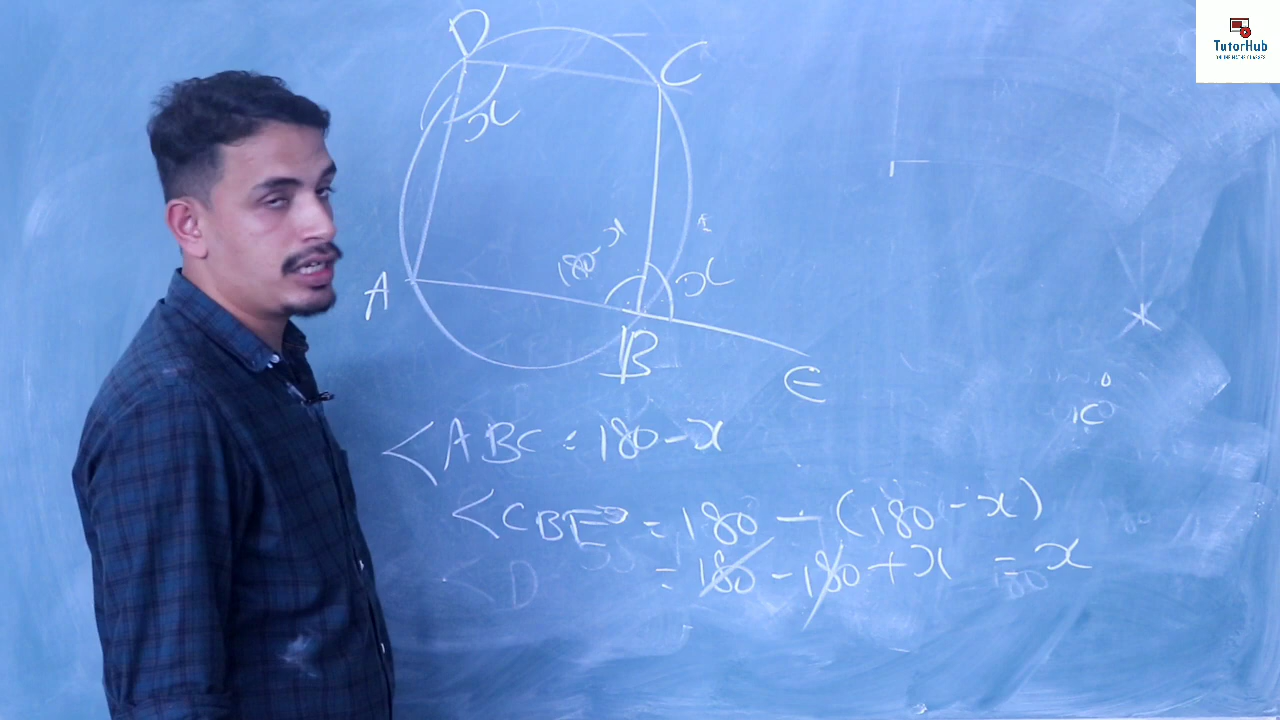 TutorHub
D
C
x
180-x
x
A
B
E
<ABC = 180-x
<CBE = 180-(180-x)
= 180-180+x = x
<D